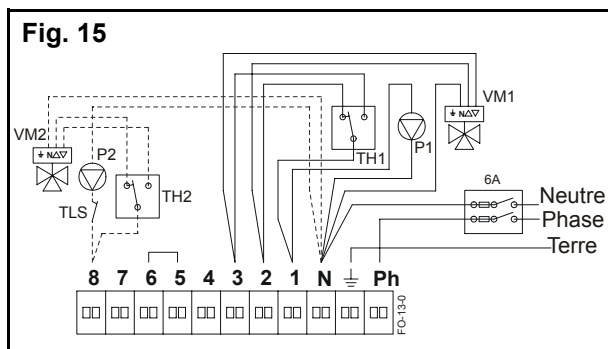 Fig. 15
VM1
N
VM2
N
P2
TH1
P1
TLS
TH2
6A
Neutre
Phase
Terre
8 7 6 5 4 3 2 1 N Ph
FO-13-0